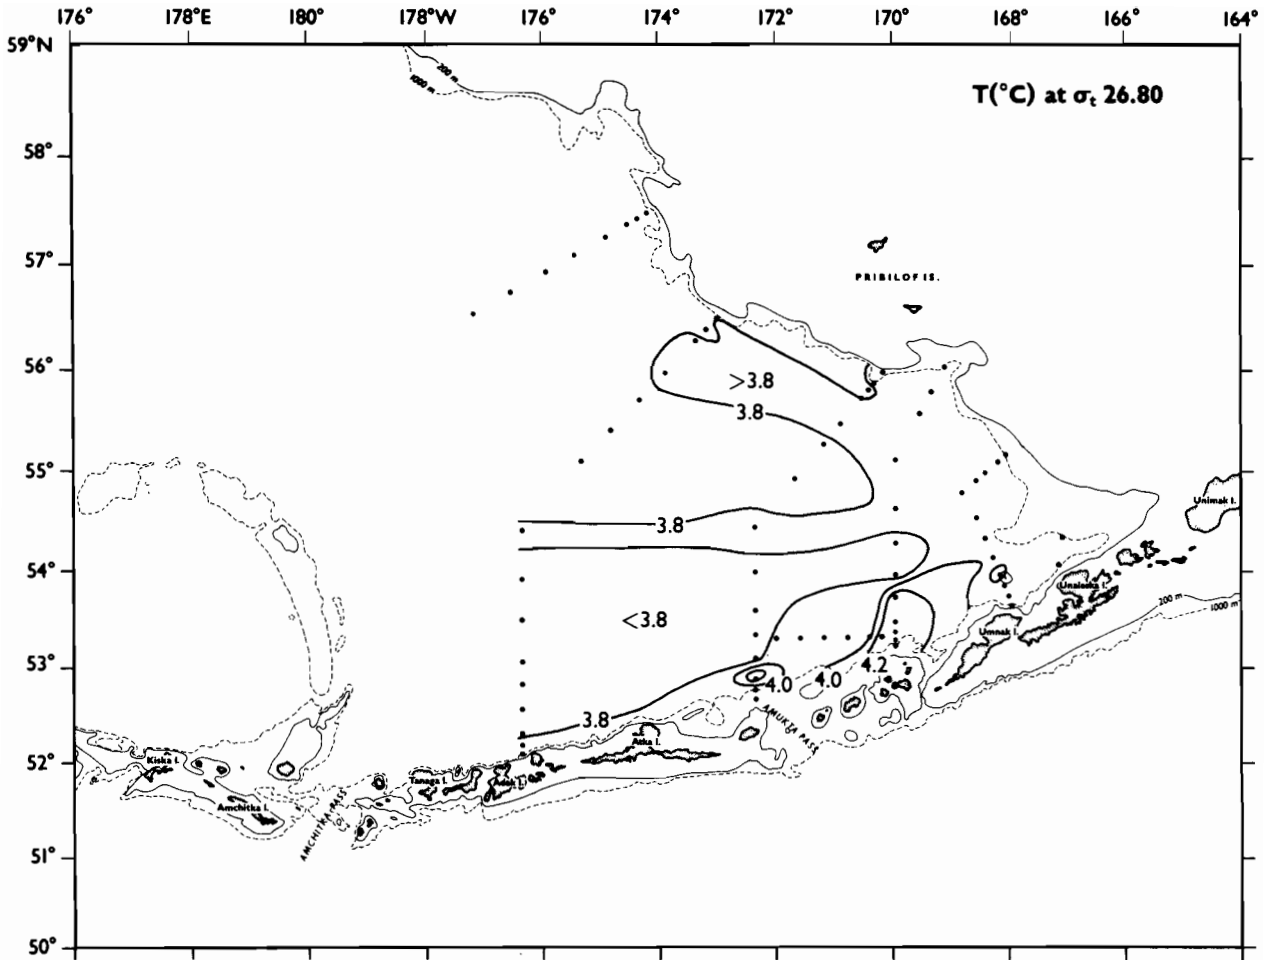 176° 178°E 180° 178°W 176° 174° 172° 170° 168° 166° 164°
59°N
200 m
1000 m
T(°C) at σt 26.80
58°
57°
PRIBILOF IS.
56°
>3.8
3.8
55°
Unimak I.
3.8
54°
Unalaska I.
200 m
1000 m
<3.8
Umnak I.
53°
4.2
4.0
4.0
3.8
AMUKTA PASS
Atka I.
52°
Kiska I.
Tanaga I.
Adak I.
Amchitka I.
AMCHITKA PASS
51°
50°